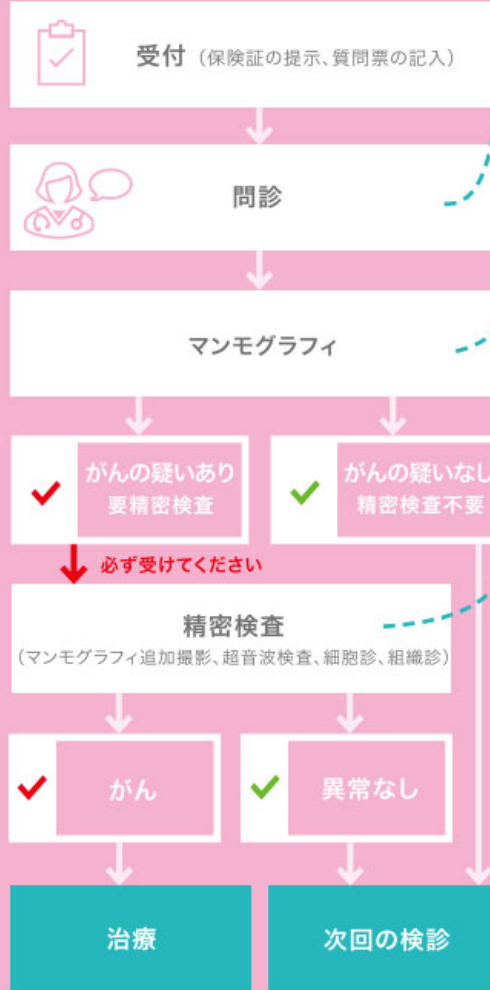 受付（保険証の提示、質問票の記入）
問診
マンモグラフィ
がんの疑いあり
要精密検査
がんの疑いなし
精密検査不要
必ず受けてください
精密検査
（マンモグラフィ追加撮影、超音波検査、細胞診、組織診）
がん
異常なし
治療
次回の検診